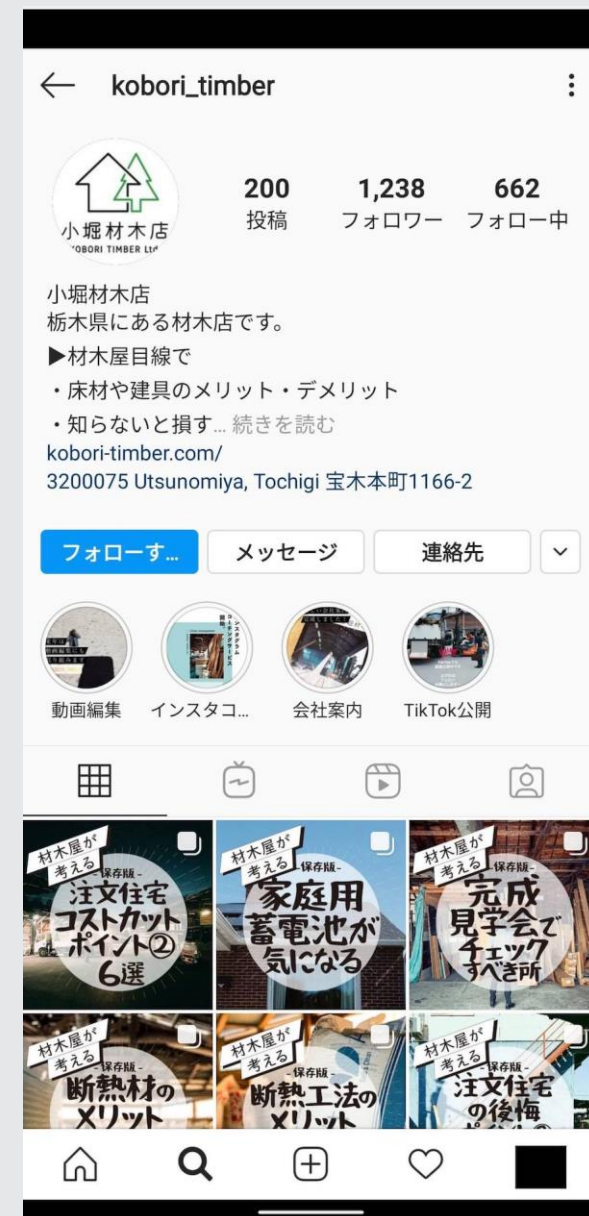 kobori_timber
小堀材木店
KOBORI TIMBER Ltd
200
投稿
1,238
フォロワー
662
フォロー中
小堀材木店
栃木県にある材木店です。
▶材木屋目線で
・床材や建具のメリット・デメリット
・知らないと損す... 続きを読む
kobori-timber.com/
3200075 Utsunomiya, Tochigi 宝木本町1166-2
フォローす...
メッセージ
連絡先
動画編集
インスタコ...
会社案内
TikTok公開
材木屋が
考える
-保存版-
注文住宅
コストカット
ポイント②
6選
材木屋が
考える
-保存版-
家庭用
蓄電池が
気になる
材木屋が
考える
-保存版-
完成
見学会で
チェック
すべき所
材木屋が
考える
-保存版-
断熱材の
メリット
材木屋が
考える
-保存版-
断熱工法の
メリット
材木屋が
考える
-保存版-
注文住宅
の後悔